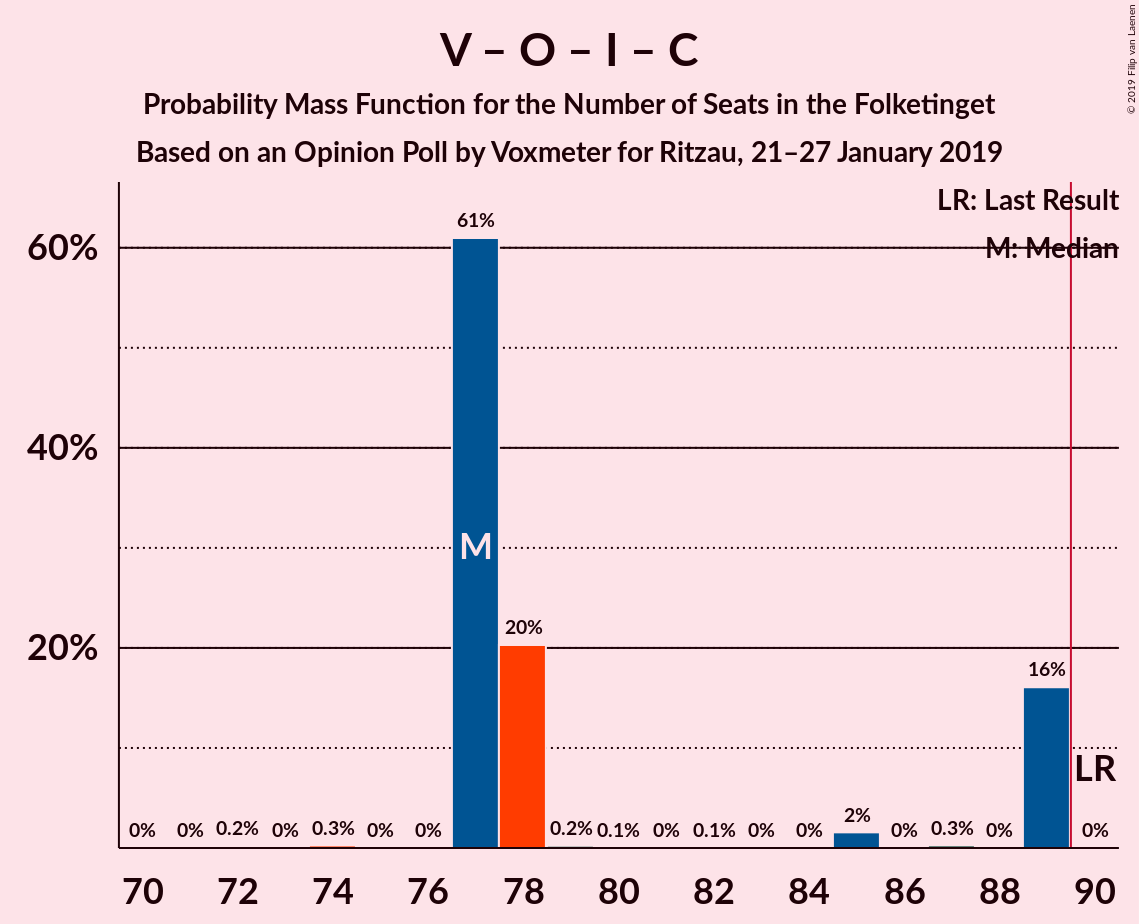 V – O – I – C
Probability Mass Function for the Number of Seats in the Folketinget
Based on an Opinion Poll by Voxmeter for Ritzau, 21–27 January 2019
© 2019 Filip van Laenen
LR: Last Result
M: Median
60%
40%
20%
61%
M
20%
16%
LR
0% 0% 0.2% 0% 0.3% 0% 0% 0.2% 0.1% 0% 0.1% 0% 0% 2% 0% 0.3% 0% 0%
70 72 74 76 78 80 82 84 86 88 90